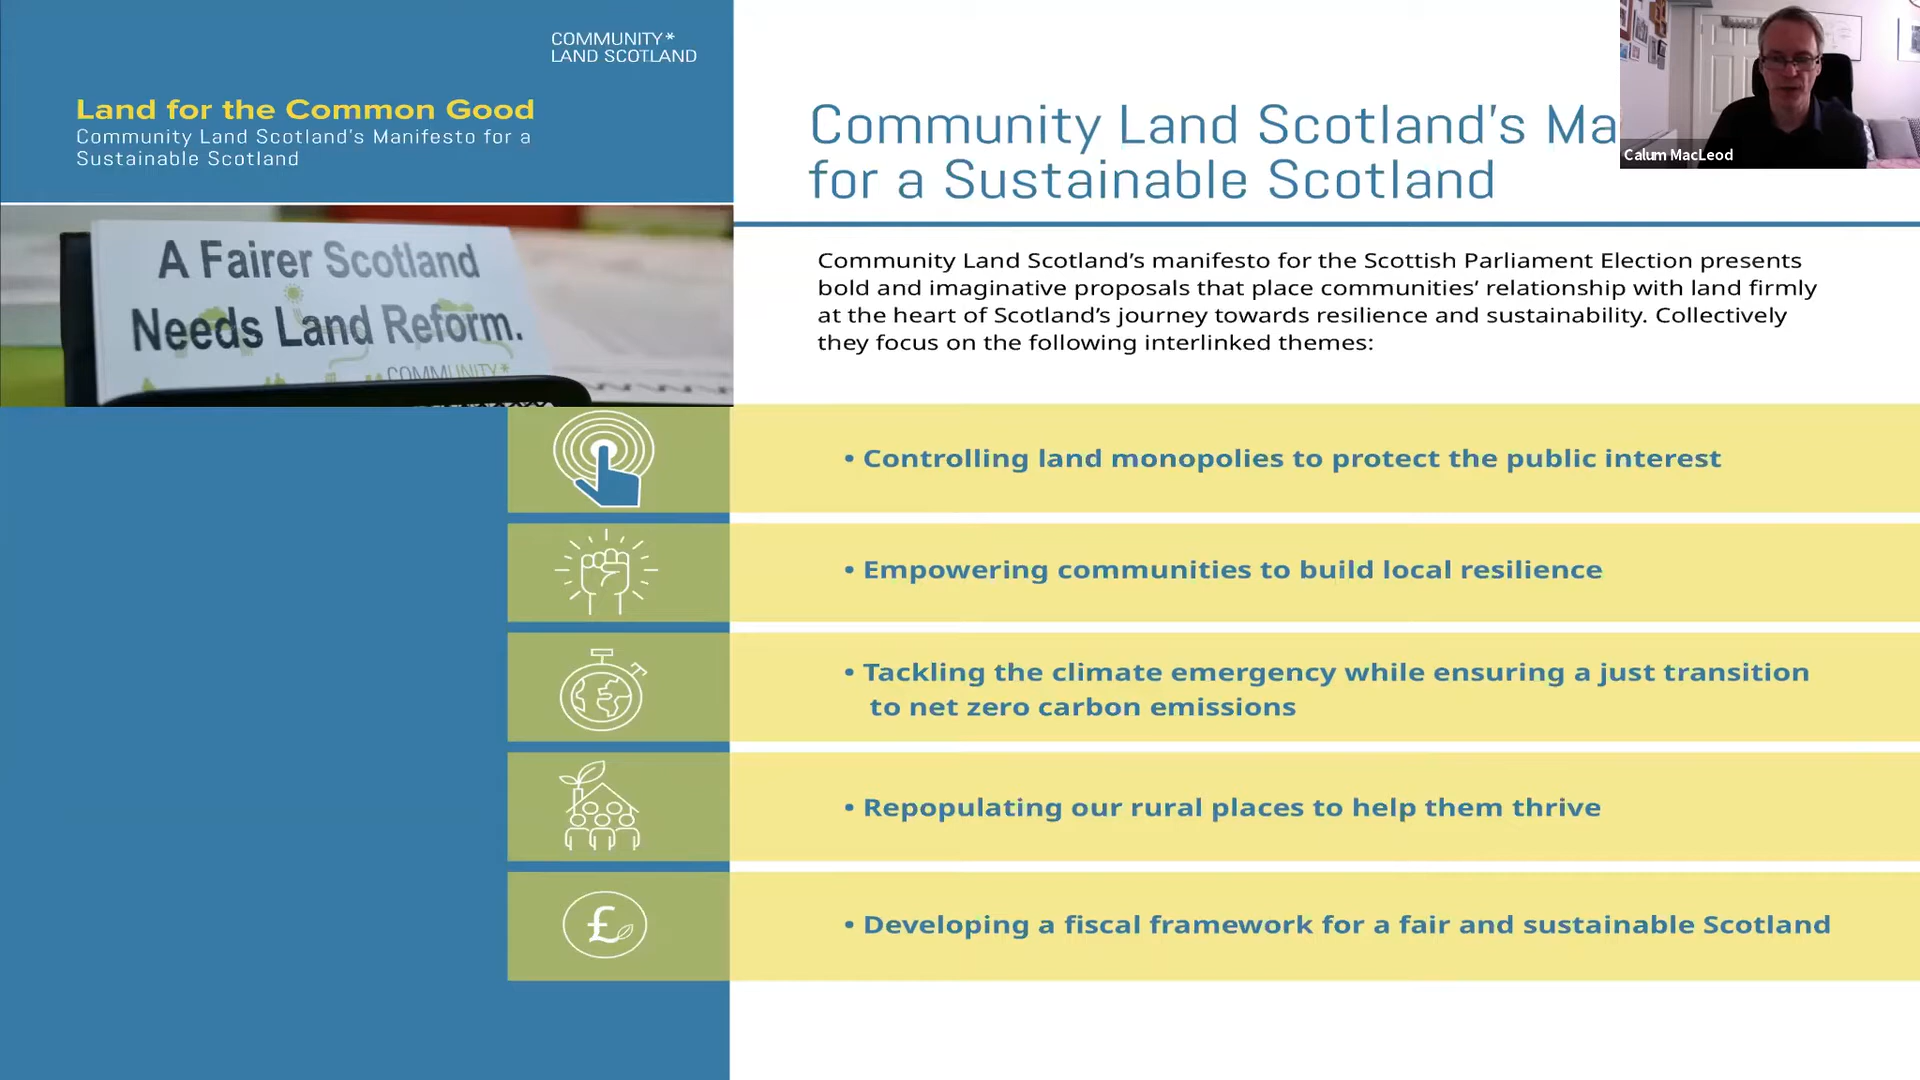 COMMUNITY*
LAND SCOTLAND
Land for the Common Good
Community Land Scotland's Manifesto for a
Sustainable Scotland
A Fairer Scotland
Needs Land Reform.
COMMUNITY*
Community Land Scotland's Ma
for a Sustainable Scotland
Calum MacLeod
Community Land Scotland's manifesto for the Scottish Parliament Election presents
bold and imaginative proposals that place communities' relationship with land firmly
at the heart of Scotland's journey towards resilience and sustainability. Collectively
they focus on the following interlinked themes:
• Controlling land monopolies to protect the public interest
• Empowering communities to build local resilience
• Tackling the climate emergency while ensuring a just transition
to net zero carbon emissions
• Repopulating our rural places to help them thrive
£
• Developing a fiscal framework for a fair and sustainable Scotland